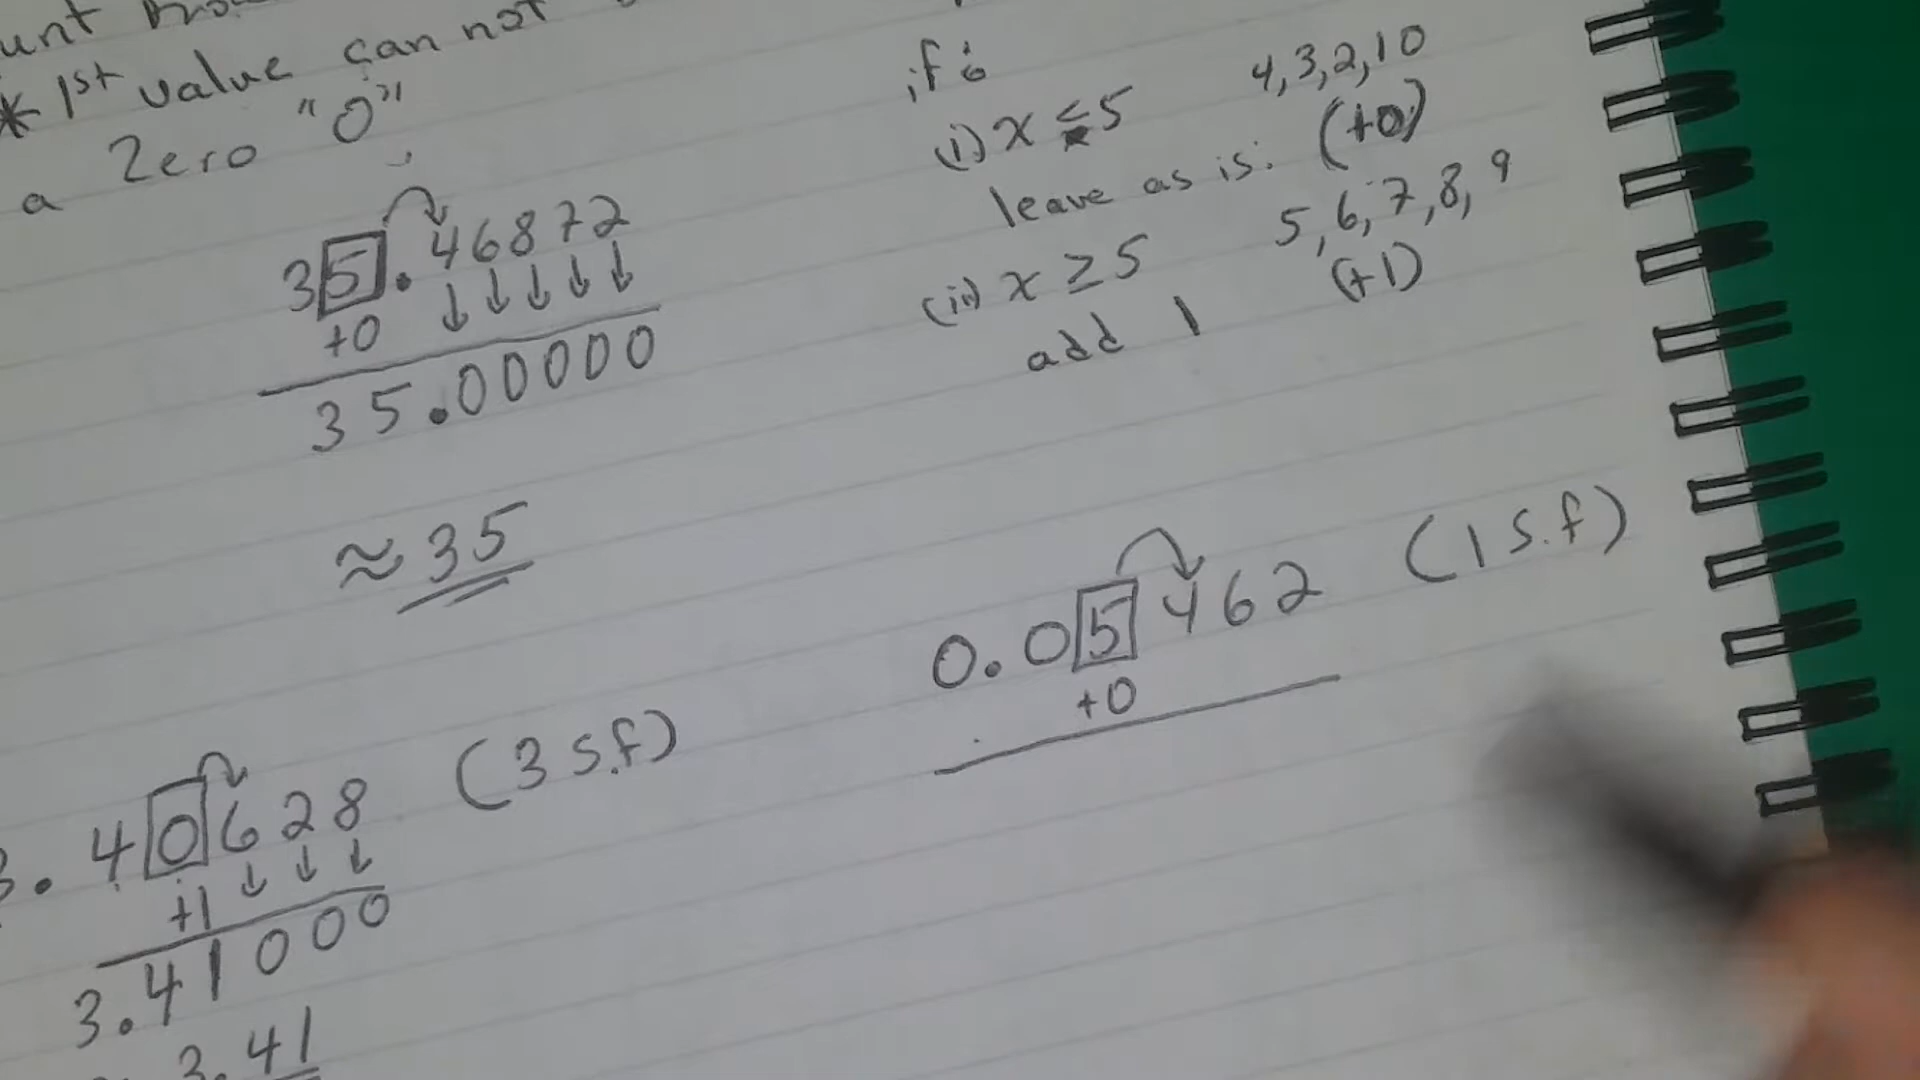 * 1st value can not
a Zero "0"
35.46872
+0
35.00000
≈ 35
if:
(i) x ≤ 5 4,3,2,10
leave as is: (+0)
(ii) x ≥ 5 5,6,7,8,9
add 1 (+1)
3.40628 (3 s.f)
+1
3.41000
3.41
0.05462 (1 s.f)
+0